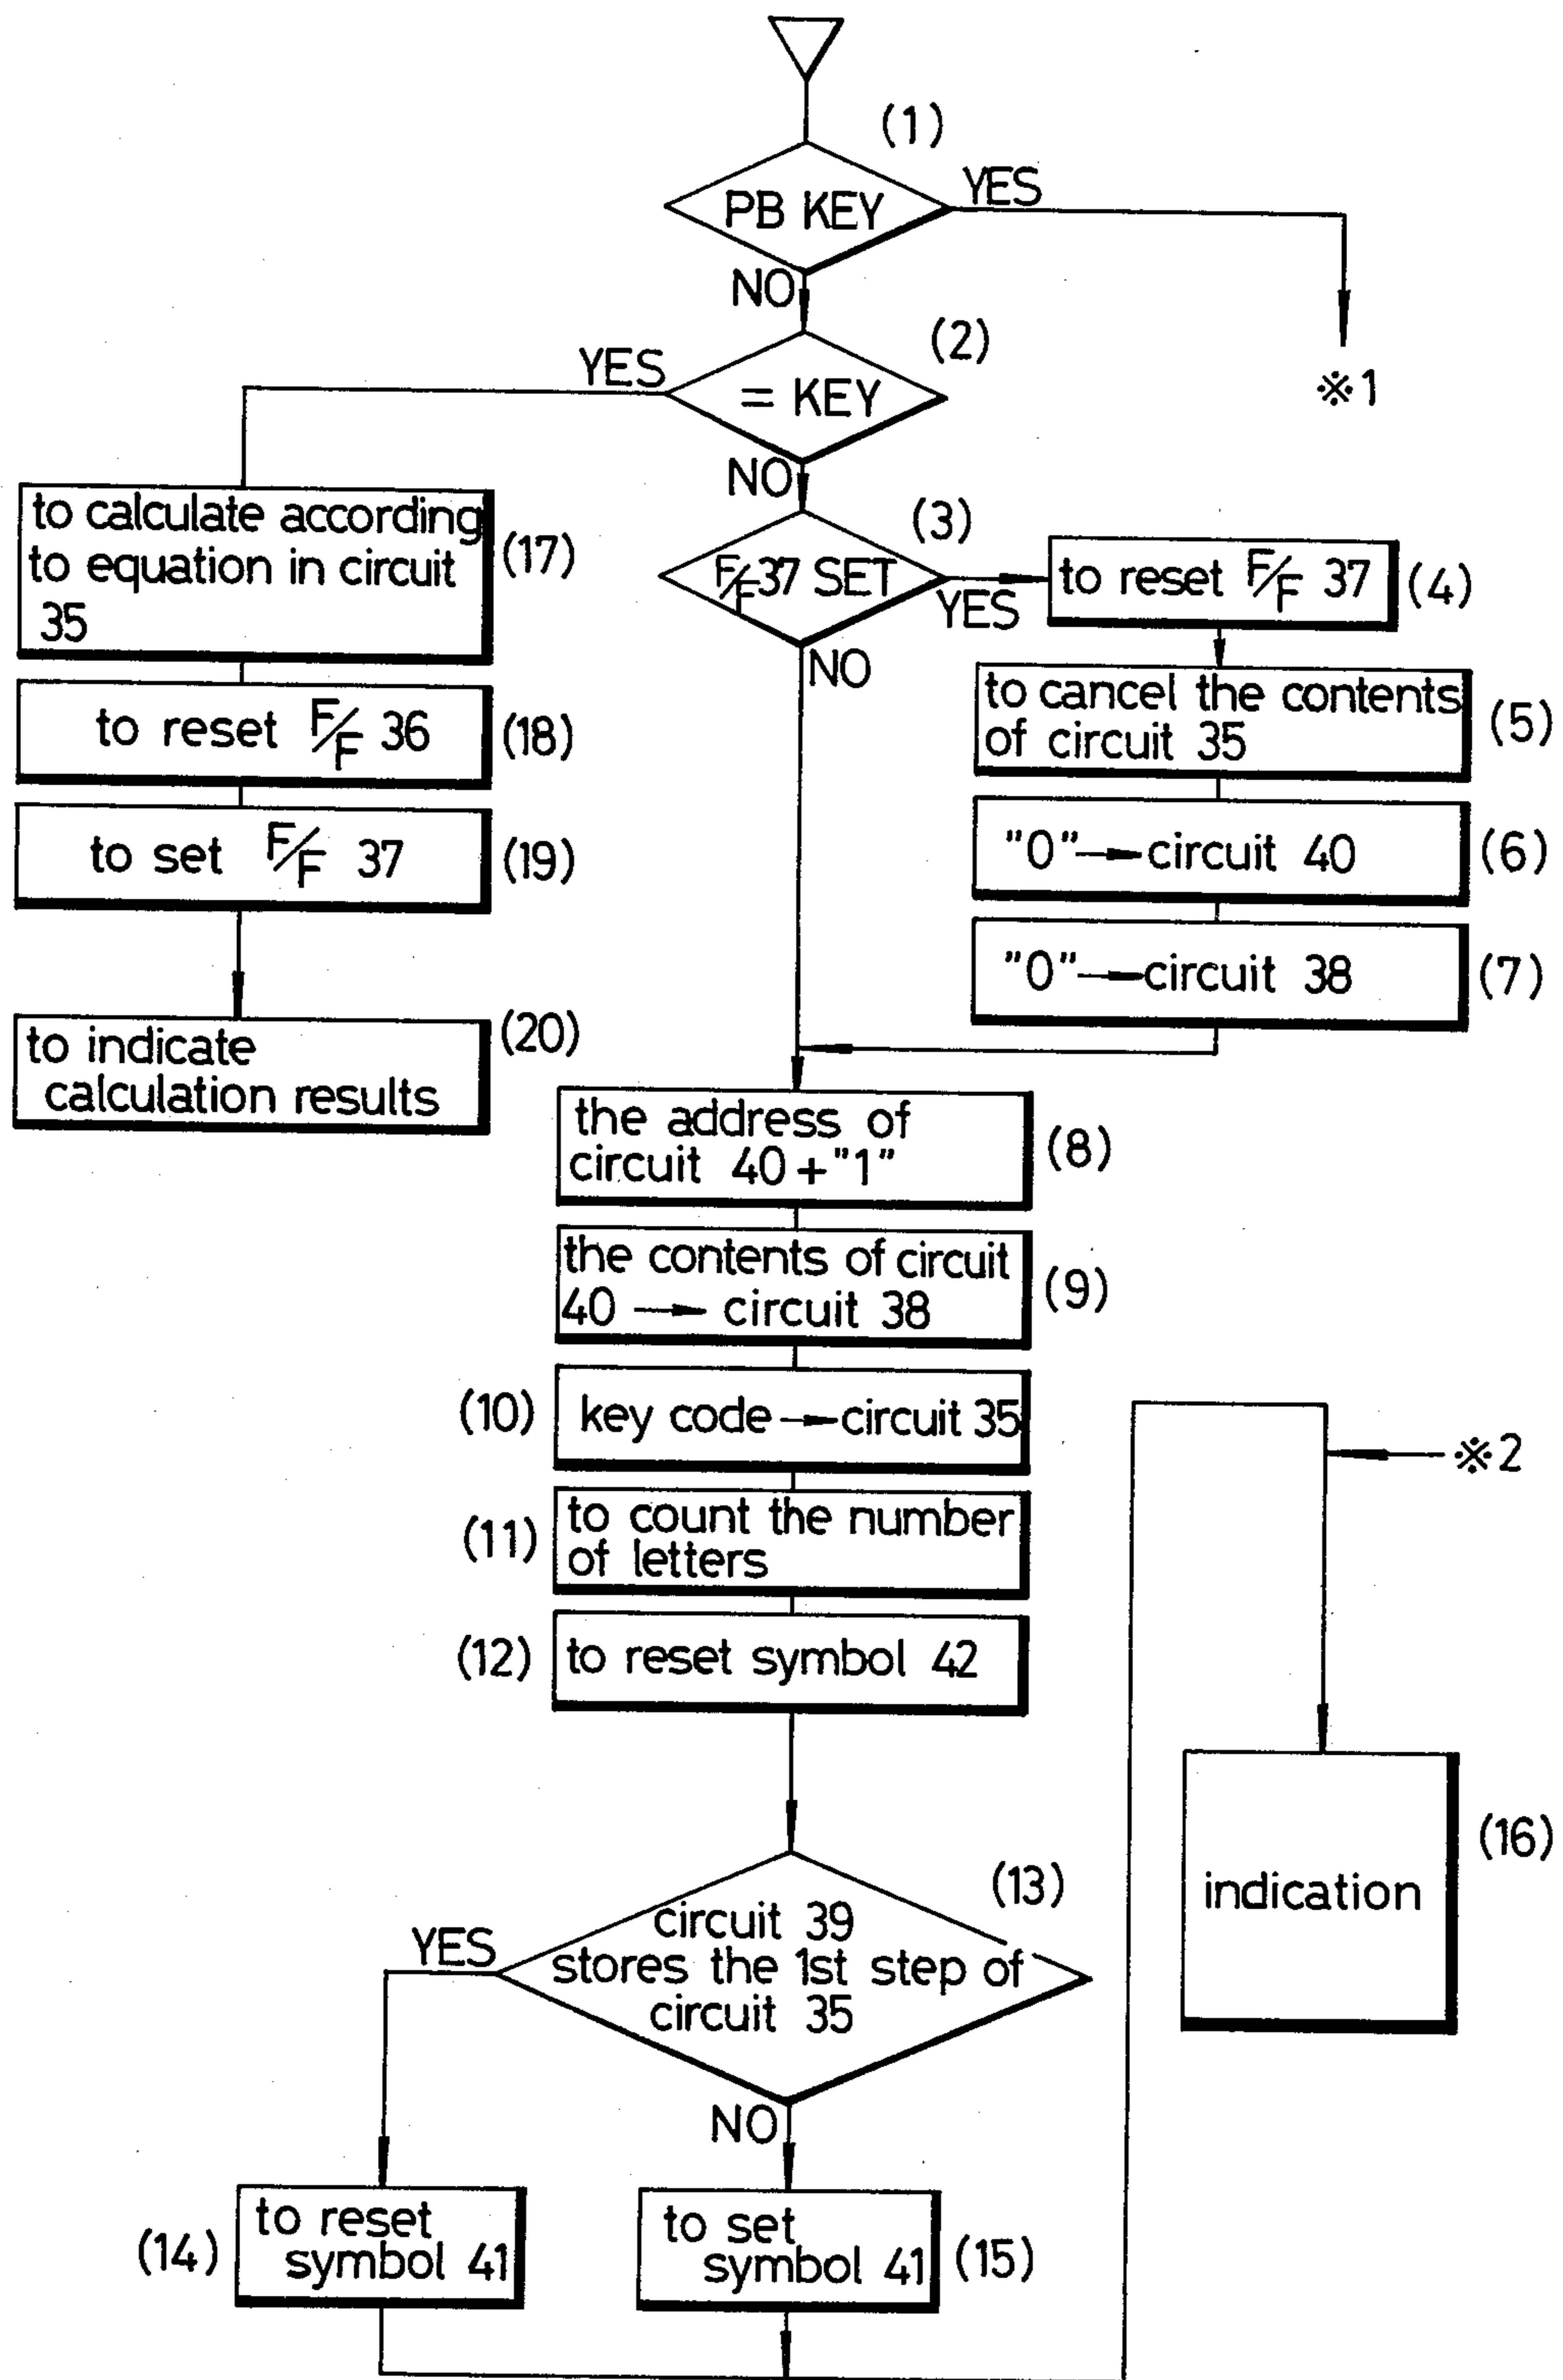 (1)
PB KEY
YES
NO
※1
(2)
YES
= KEY
NO
(3)
F/F 37 SET
YES
NO
to reset F/F 37
(4)
to cancel the contents
of circuit 35
(5)
"0"→circuit 40
(6)
"0"→circuit 38
(7)
to calculate according
to equation in circuit
35
(17)
to reset F/F 36
(18)
to set F/F 37
(19)
to indicate
calculation results
(20)
the address of
circuit 40+"1"
(8)
the contents of circuit
40 → circuit 38
(9)
(10)
key code→circuit 35
(11)
to count the number
of letters
(12)
to reset symbol 42
※2
indication
(16)
(13)
circuit 39
stores the 1st step of
circuit 35
YES
NO
(14)
to reset
symbol 41
to set
symbol 41
(15)